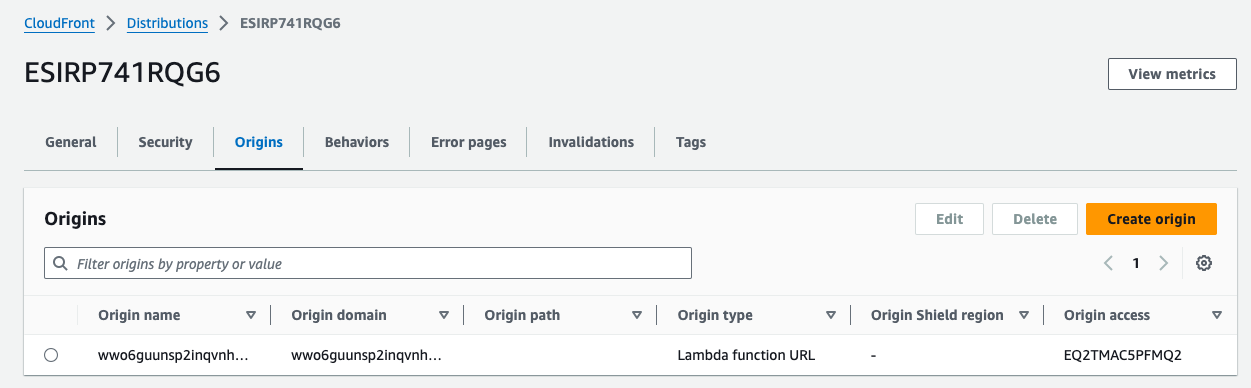 CloudFront > Distributions > ESIRP741RQG6
ESIRP741RQG6
View metrics
General Security Origins Behaviors Error pages Invalidations Tags
Origins
Edit Delete Create origin
Filter origins by property or value
1
Origin name Origin domain Origin path Origin type Origin Shield region Origin access
wwo6guunsp2inqvnh... wwo6guunsp2inqvnh... Lambda function URL - EQ2TMAC5PFMQ2